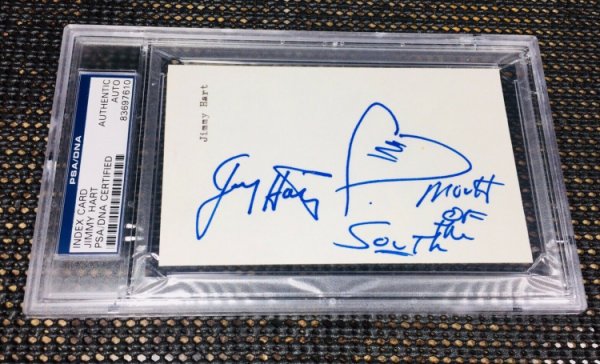 PSA/DNA
INDEX CARD
JIMMY HART
PSA/DNA CERTIFIED
AUTHENTIC
AUTO
83697610
Jimmy Hart
Jimmy Hart
Mouth
OF
the
South